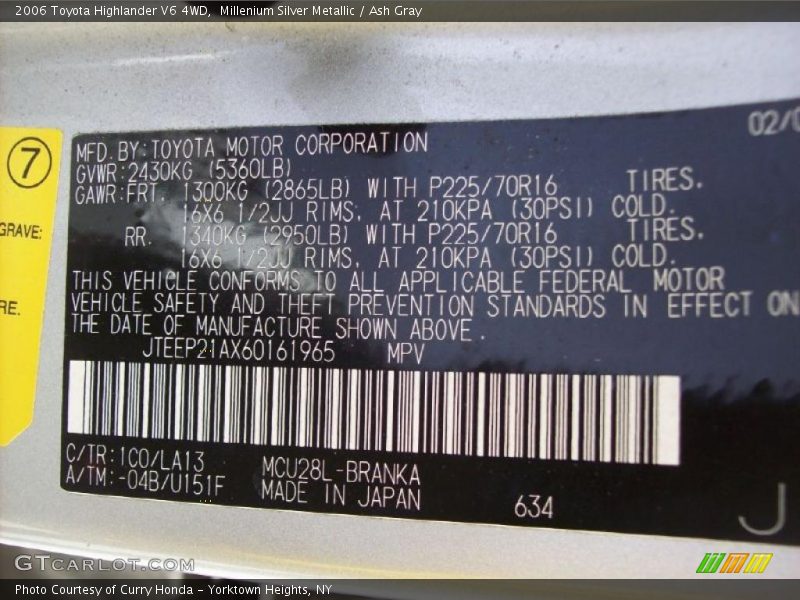 2006 Toyota Highlander V6 4WD,  Millenium Silver Metallic / Ash Gray
02/0
7
GRAVE:
RE.
MFD. BY: TOYOTA MOTOR CORPORATION
GVWR: 2430KG (5360LB)
GAWR: FRT. 1300KG (2865LB) WITH P225/70R16 TIRES.
16X6 1/2JJ RIMS, AT 210KPA (30PSI) COLD.
RR. 1340KG (2950LB) WITH P225/70R16 TIRES.
16X6 1/2JJ RIMS, AT 210KPA (30PSI) COLD.
THIS VEHICLE CONFORMS TO ALL APPLICABLE FEDERAL MOTOR
VEHICLE SAFETY AND THEFT PREVENTION STANDARDS IN EFFECT ON
THE DATE OF MANUFACTURE SHOWN ABOVE.
JTEEP21AX60161965 MPV
C/TR: 1C0/LA13 MCU28L-BRANKA
A/TM: -04B/U151F MADE IN JAPAN 634
J
GTCarLot.com
Photo Courtesy of Curry Honda - Yorktown Heights, NY